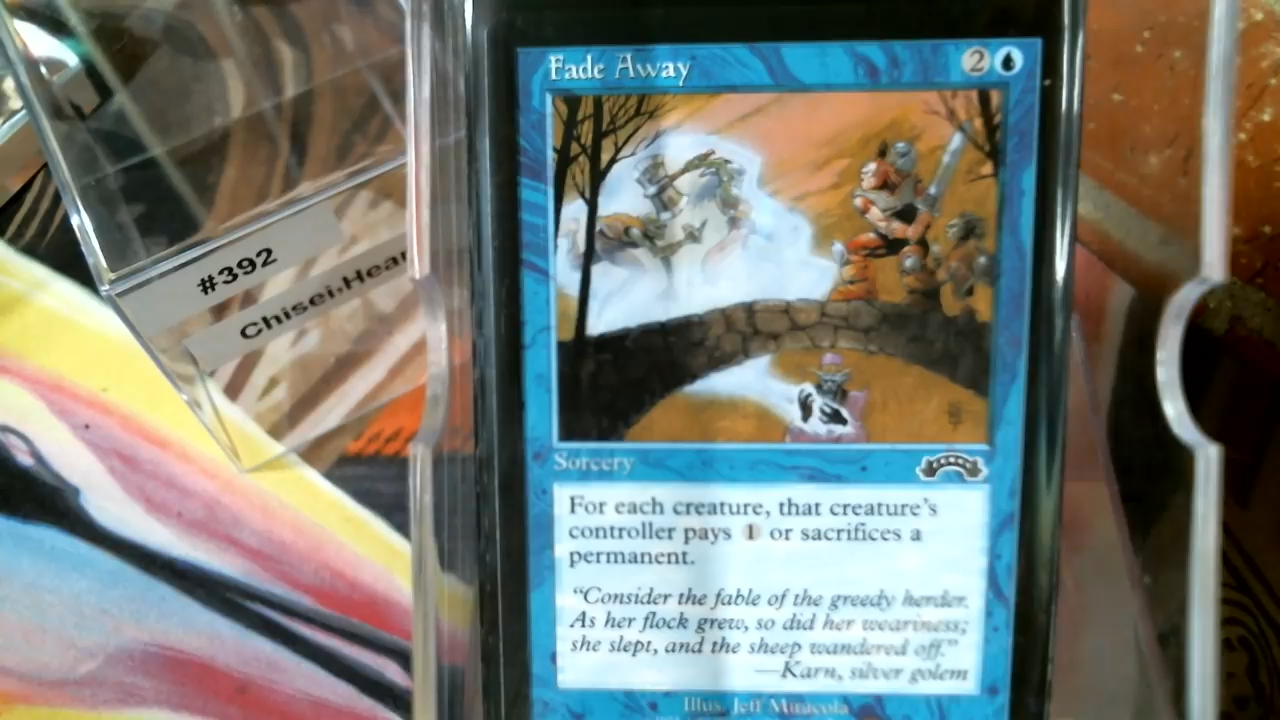 Fade Away 2
#392
Chisei, Hear
Sorcery
For each creature, that creature's
controller pays 1 or sacrifices a
permanent.
"Consider the fable of the greedy herder.
As her flock grew, so did her weariness;
she slept, and the sheep wandered off."
—Karn, silver golem
Illus. Jeff Miracola